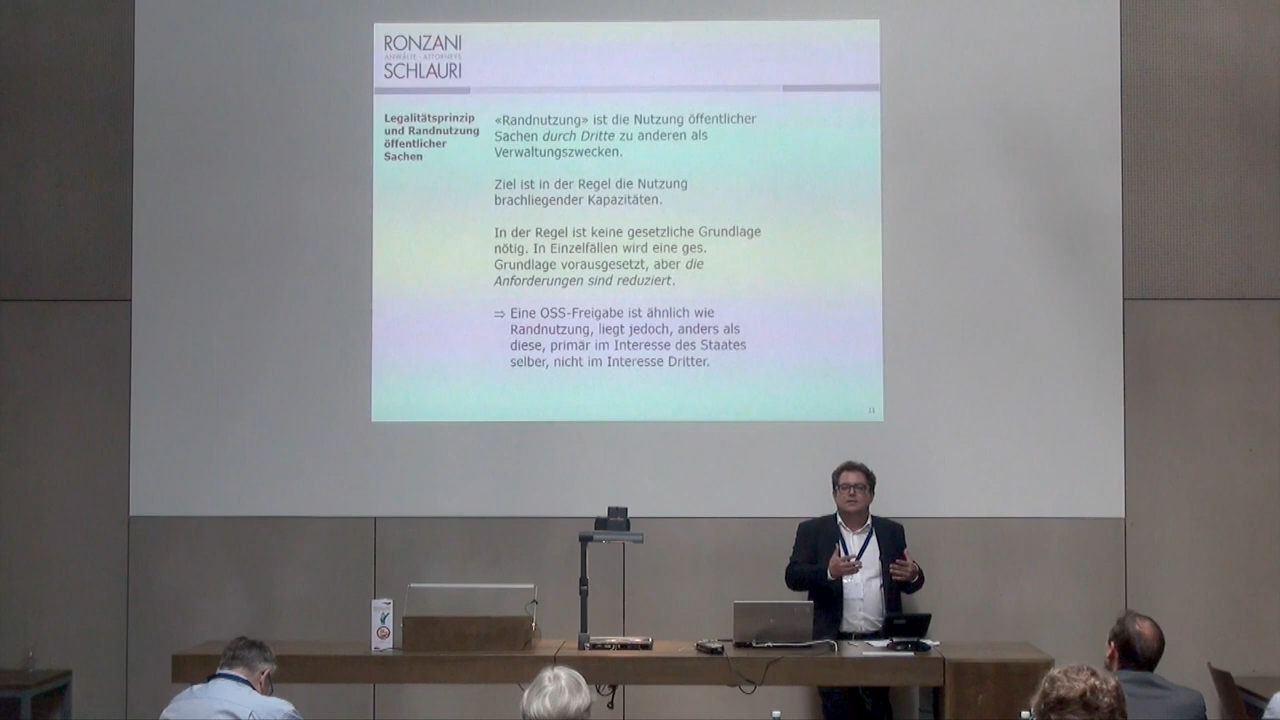 RONZANI
ANWÄLTE · ATTORNEYS
SCHLAURI
Legalitätsprinzip
und Randnutzung
öffentlicher
Sachen
«Randnutzung» ist die Nutzung öffentlicher
Sachen durch Dritte zu anderen als
Verwaltungszwecken.
Ziel ist in der Regel die Nutzung
brachliegender Kapazitäten.
In der Regel ist keine gesetzliche Grundlage
nötig. In Einzelfällen wird eine ges.
Grundlage vorausgesetzt, aber die
Anforderungen sind reduziert.
⇒ Eine OSS-Freigabe ist ähnlich wie
Randnutzung, liegt jedoch, anders als
diese, primär im Interesse des Staates
selber, nicht im Interesse Dritter.
11